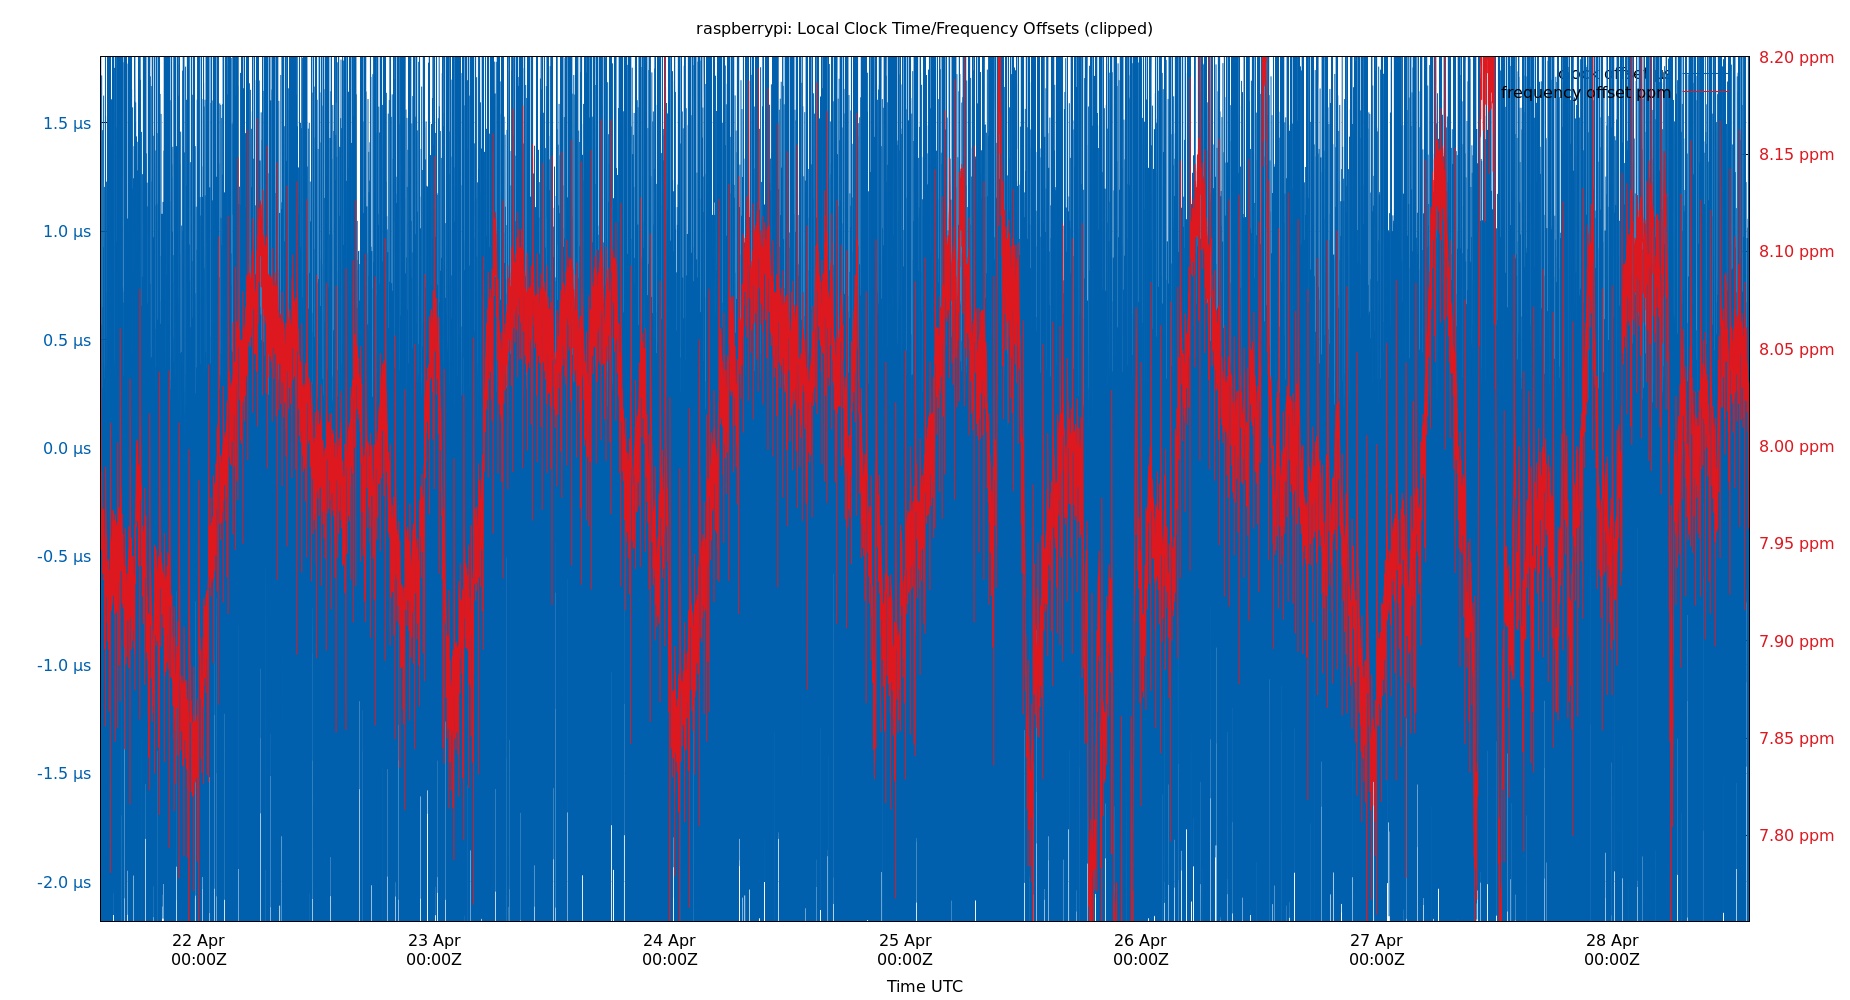 raspberrypi: Local Clock Time/Frequency Offsets (clipped)
8.20 ppm
clock offset µs
frequency offset ppm
1.5 µs
8.15 ppm
1.0 µs
8.10 ppm
0.5 µs
8.05 ppm
0.0 µs
8.00 ppm
-0.5 µs
7.95 ppm
-1.0 µs
7.90 ppm
-1.5 µs
7.85 ppm
7.80 ppm
-2.0 µs
22 Apr 23 Apr 24 Apr 25 Apr 26 Apr 27 Apr 28 Apr
00:00Z 00:00Z 00:00Z 00:00Z 00:00Z 00:00Z 00:00Z
Time UTC